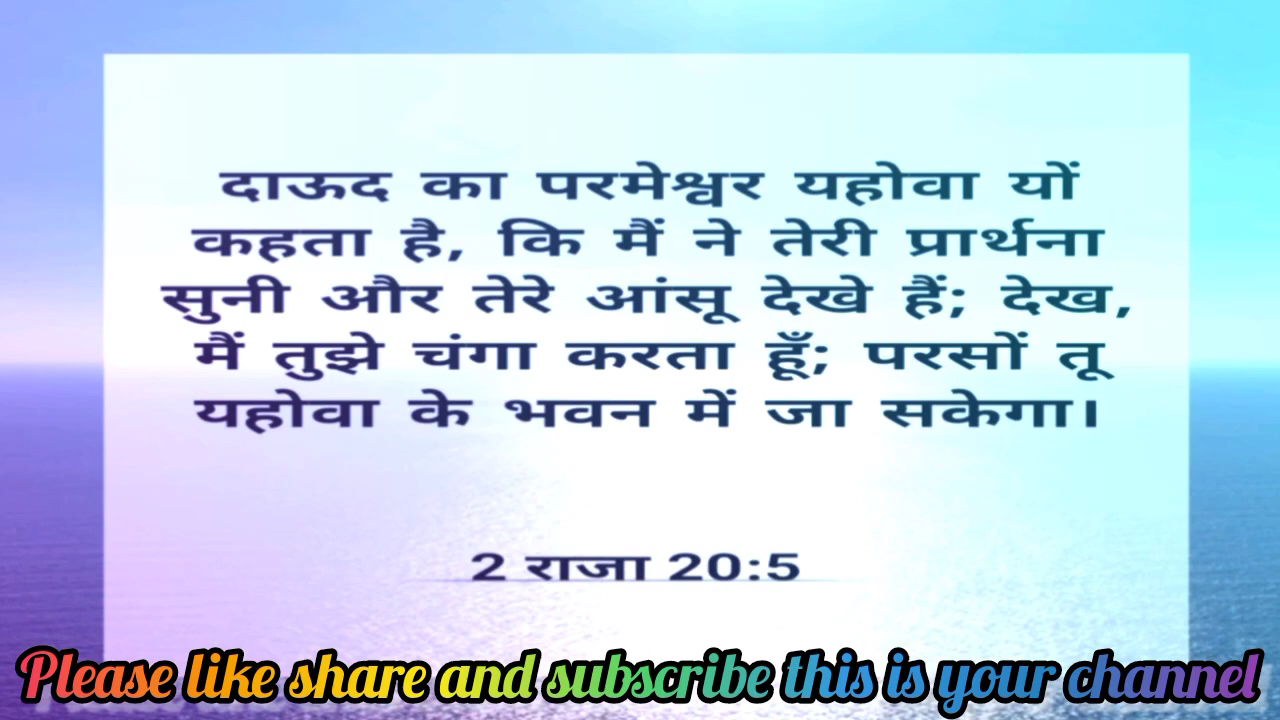 दाऊद का परमेश्वर यहोवा यों
कहता है, कि मैं ने तेरी प्रार्थना
सुनी और तेरे आंसू देखे हैं; देख,
मैं तुझे चंगा करता हूँ; परसों तू
यहोवा के भवन में जा सकेगा।
2 राजा 20:5
Please like share and subscribe this is your channel